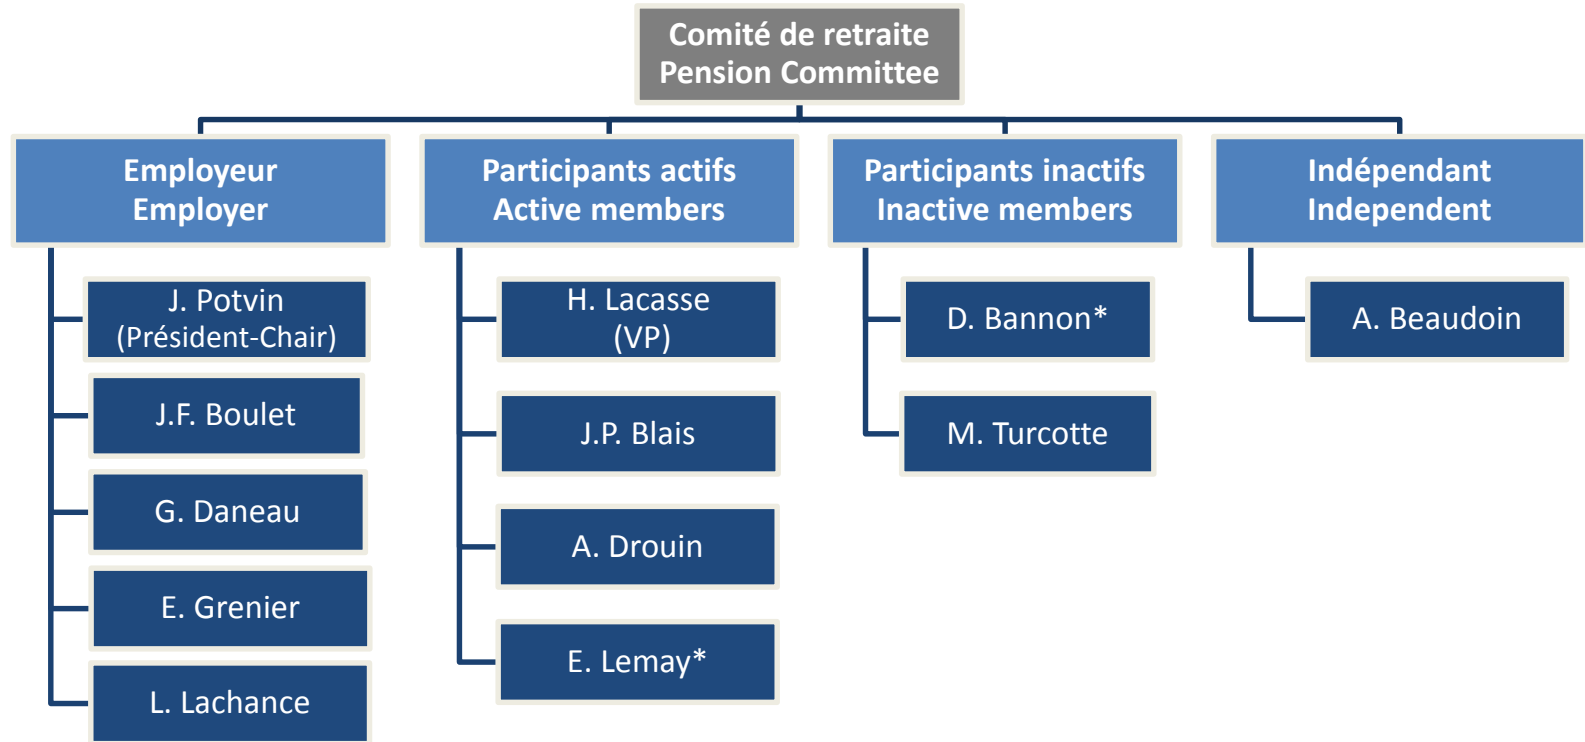 Comité de retraite
Pension Committee
Employeur
Employer
J. Potvin
(Président-Chair)
J.F. Boulet
G. Daneau
E. Grenier
L. Lachance
Participants actifs
Active members
H. Lacasse
(VP)
J.P. Blais
A. Drouin
E. Lemay*
Participants inactifs
Inactive members
D. Bannon*
M. Turcotte
Indépendant
Independent
A. Beaudoin